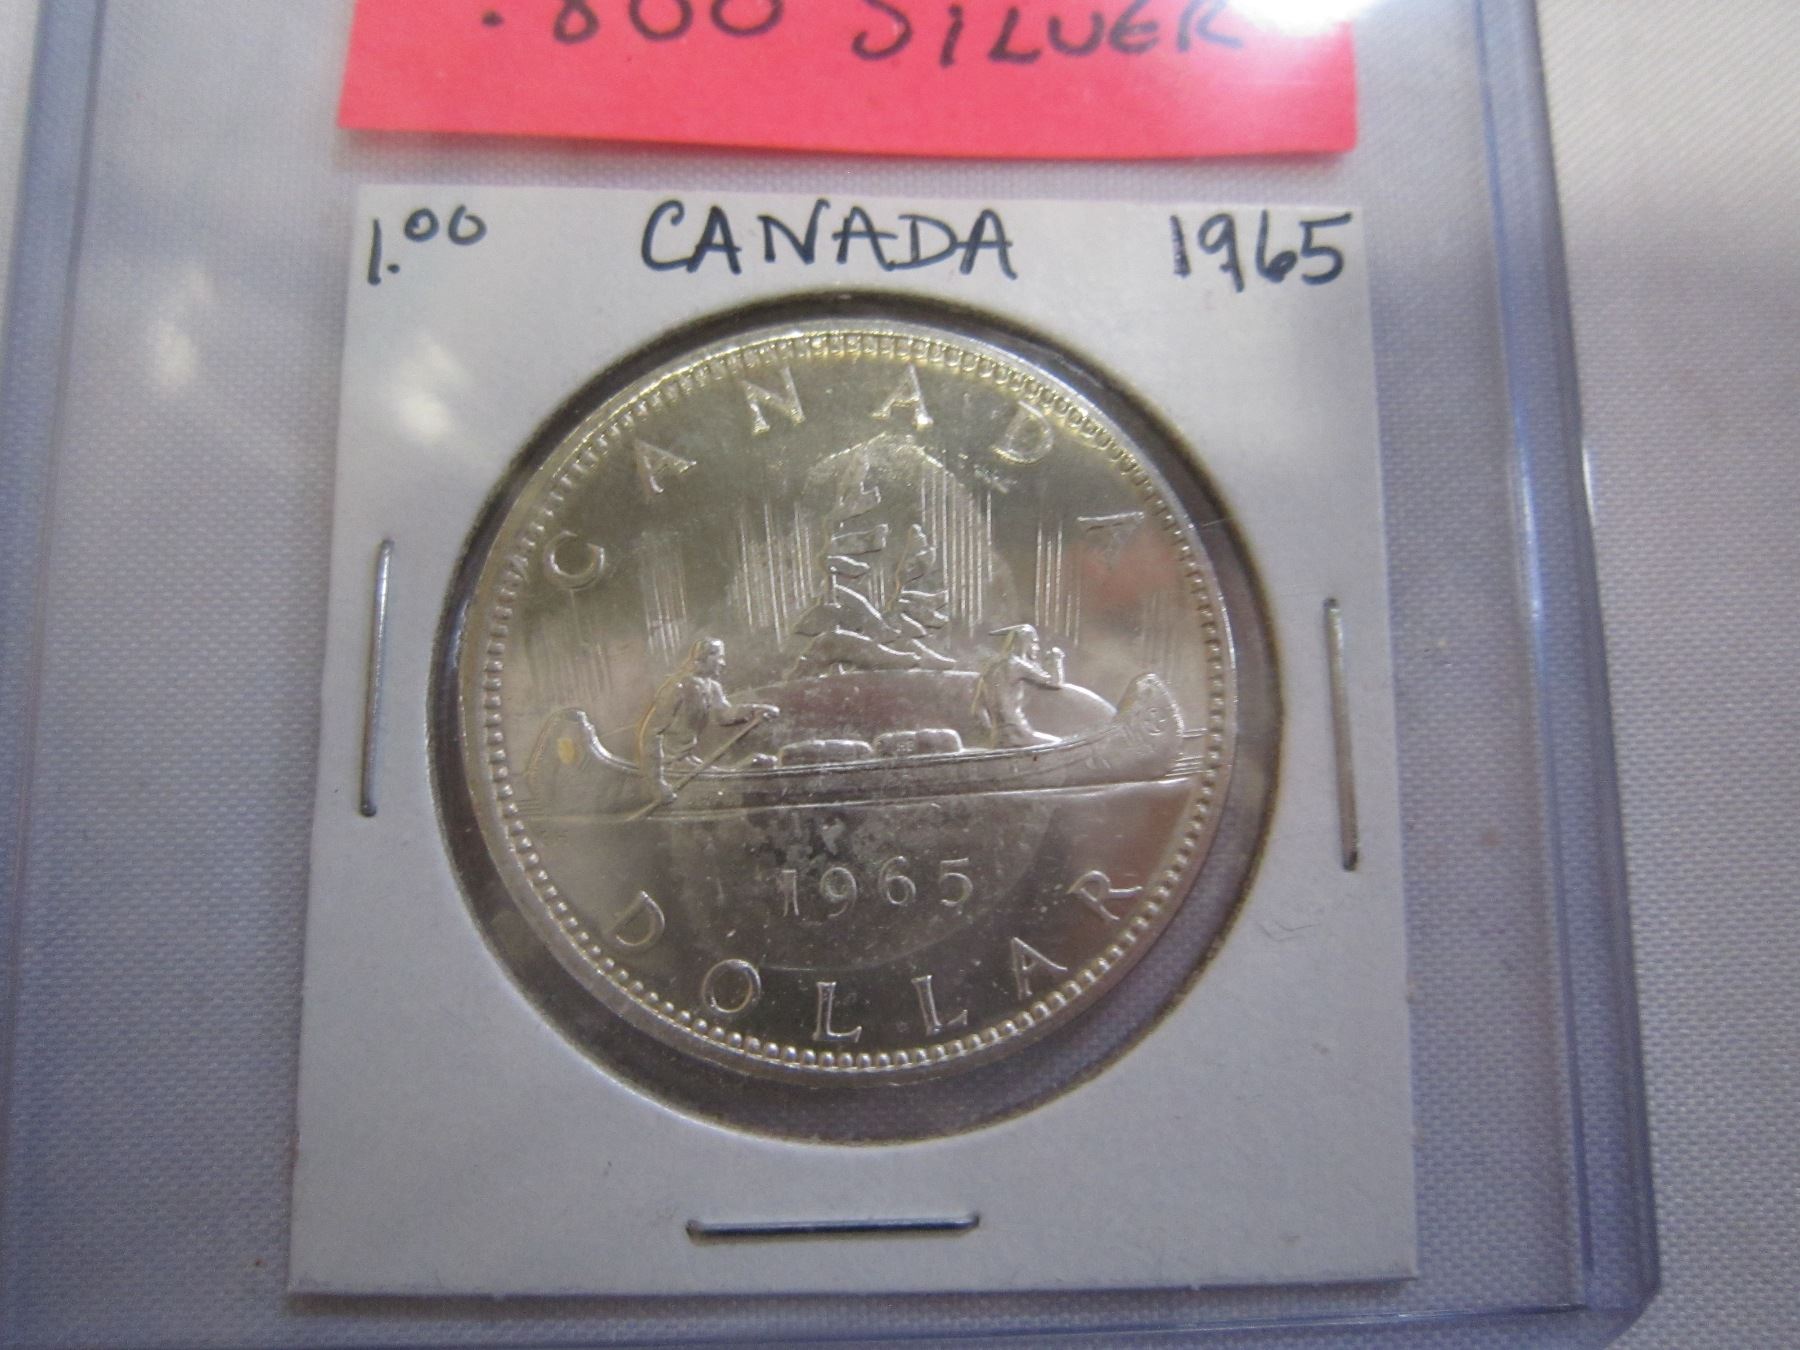 .800 SILVER
1.00 CANADA 1965
CANADA
1965
DOLLAR